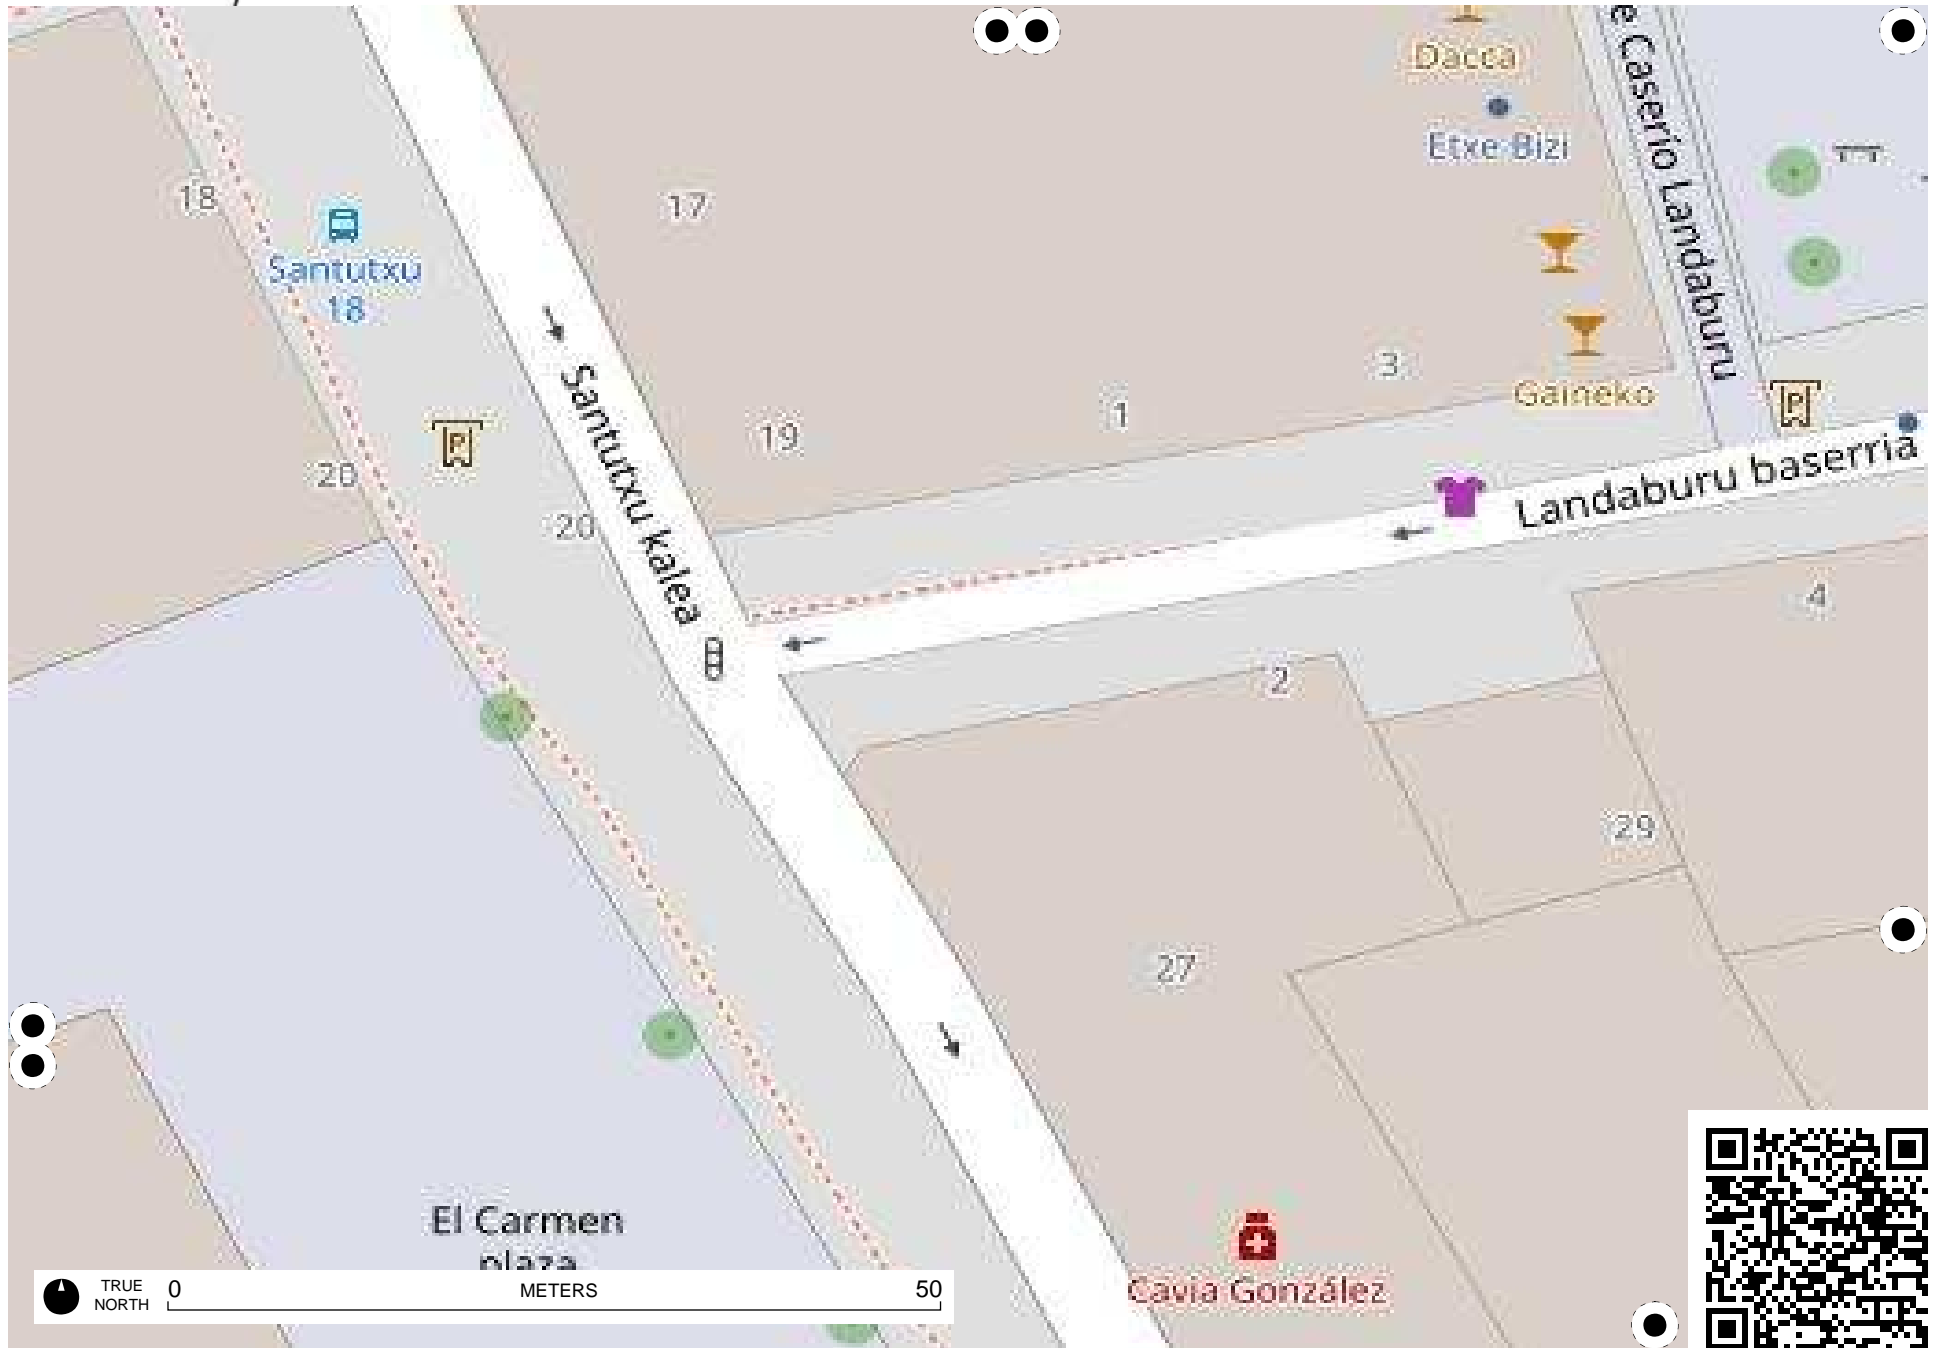 Dacca
Etxe Bizi
e Caserio Landaburu
18
17
Santutxu
18
Santutxu kalea
3
Gaineko
P
1
19
P
20
20
Landaburu baserria
4
2
29
27
El Carmen
plaza
Cavia González
TRUE
NORTH
0
METERS
50